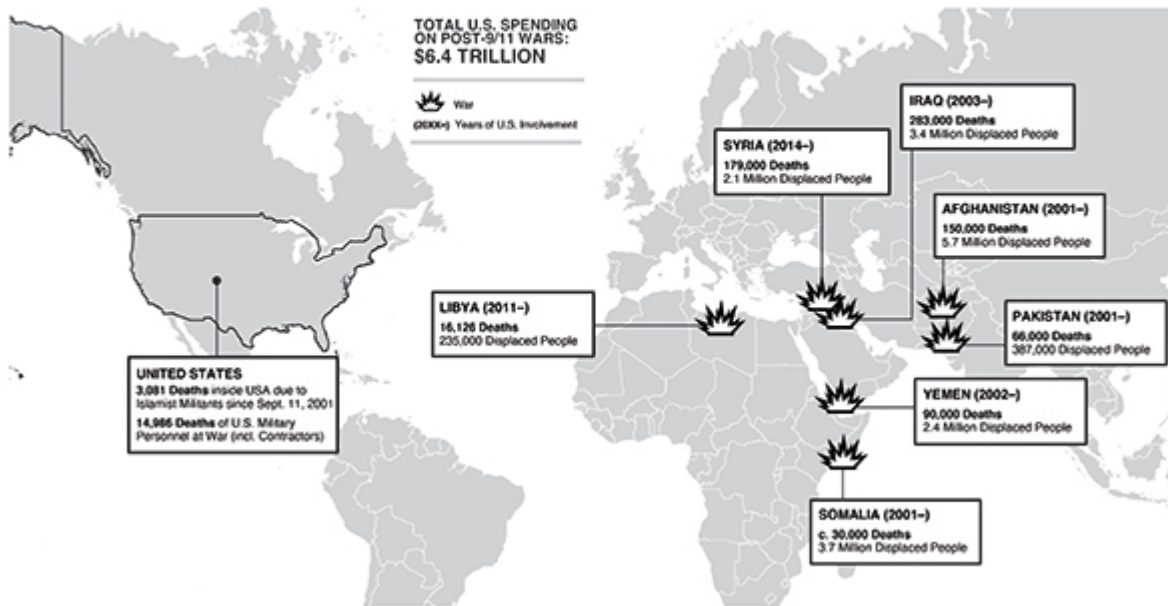 TOTAL U.S. SPENDING
ON POST-9/11 WARS:
$6.4 TRILLION
War
(20XX–) Years of U.S. Involvement
IRAQ (2003–)
283,000 Deaths
3.4 Million Displaced People
SYRIA (2014–)
179,000 Deaths
2.1 Million Displaced People
AFGHANISTAN (2001–)
150,000 Deaths
5.7 Million Displaced People
LIBYA (2011–)
16,126 Deaths
235,000 Displaced People
PAKISTAN (2001–)
66,000 Deaths
387,000 Displaced People
UNITED STATES
3,081 Deaths inside USA due to
Islamist Militants since Sept. 11, 2001
14,986 Deaths of U.S. Military
Personnel at War (incl. Contractors)
YEMEN (2002–)
90,000 Deaths
2.4 Million Displaced People
SOMALIA (2001–)
c. 30,000 Deaths
3.7 Million Displaced People